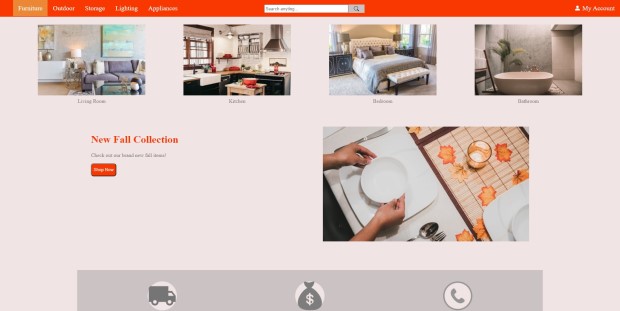 Furniture Outdoor Storage Lighting Appliances
Search anything...
My Account
Living Room Kitchen Bedroom Bathroom
New Fall Collection
Check out our brand new fall items!
Shop Now
$